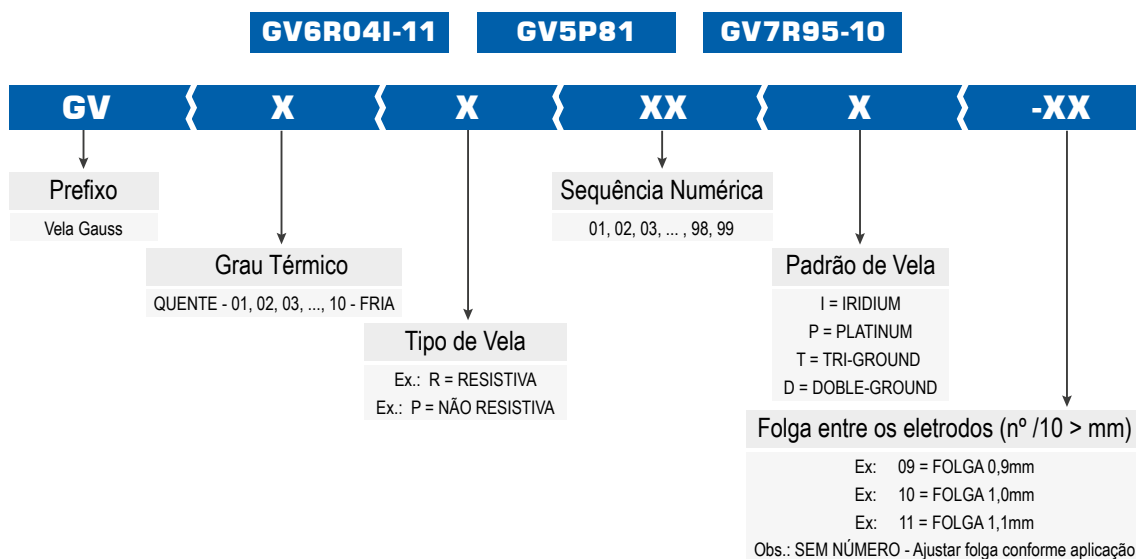 GV6R04I-11 GV5P81 GV7R95-10
GV X X XX X -XX
Prefixo
Vela Gauss
Grau Térmico
QUENTE - 01, 02, 03, ..., 10 - FRIA
Tipo de Vela
Ex.: R = RESISTIVA
Ex.: P = NÃO RESISTIVA
Sequência Numérica
01, 02, 03, ... , 98, 99
Padrão de Vela
I = IRIDIUM
P = PLATINUM
T = TRI-GROUND
D = DOBLE-GROUND
Folga entre os eletrodos (nº /10 > mm)
Ex: 09 = FOLGA 0,9mm
Ex: 10 = FOLGA 1,0mm
Ex: 11 = FOLGA 1,1mm
Obs.: SEM NÚMERO - Ajustar folga conforme aplicação